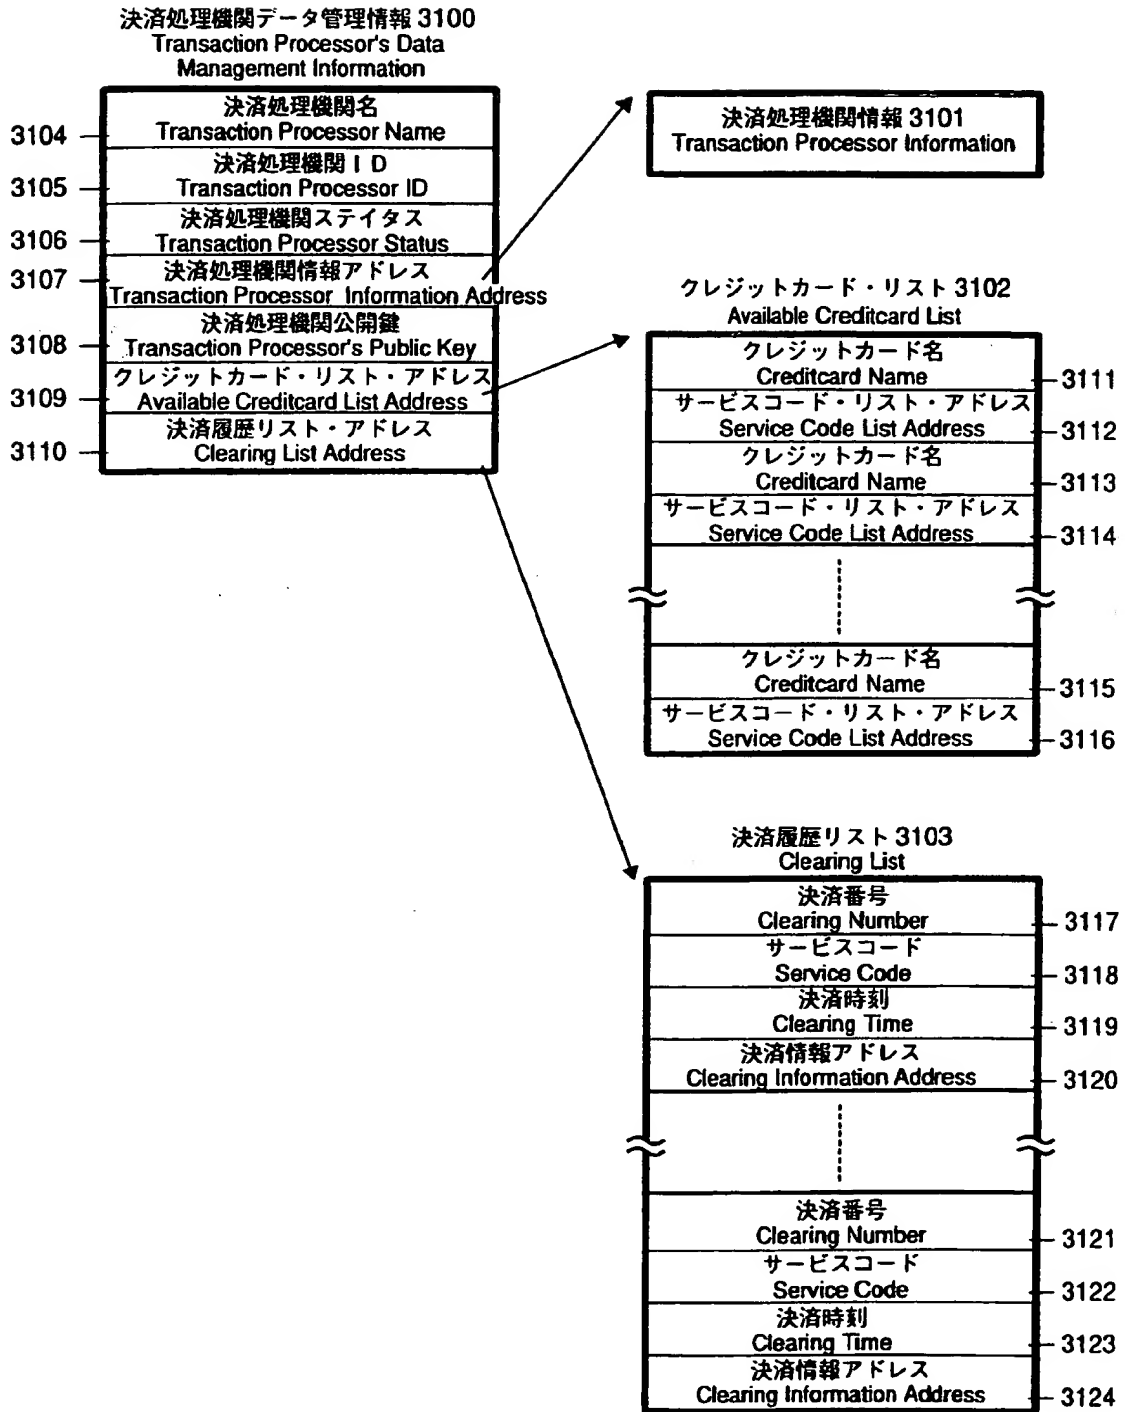 決済処理機関データ管理情報 3100
Transaction Processor's Data
Management Information
決済処理機関名
3104
Transaction Processor Name
決済処理機関ID
3105
Transaction Processor ID
決済処理機関ステイタス
3106
Transaction Processor Status
決済処理機関情報アドレス
3107
Transaction Processor Information Address
決済処理機関公開鍵
3108
Transaction Processor's Public Key
クレジットカード・リスト・アドレス
3109
Available Creditcard List Address
決済履歴リスト・アドレス
3110
Clearing List Address
決済処理機関情報 3101
Transaction Processor Information
クレジットカード・リスト 3102
Available Creditcard List
クレジットカード名
Creditcard Name
3111
サービスコード・リスト・アドレス
Service Code List Address
3112
クレジットカード名
Creditcard Name
3113
サービスコード・リスト・アドレス
Service Code List Address
3114
クレジットカード名
Creditcard Name
3115
サービスコード・リスト・アドレス
Service Code List Address
3116
決済履歴リスト 3103
Clearing List
決済番号
Clearing Number
3117
サービスコード
Service Code
3118
決済時刻
Clearing Time
3119
決済情報アドレス
Clearing Information Address
3120
決済番号
Clearing Number
3121
サービスコード
Service Code
3122
決済時刻
Clearing Time
3123
決済情報アドレス
Clearing Information Address
3124